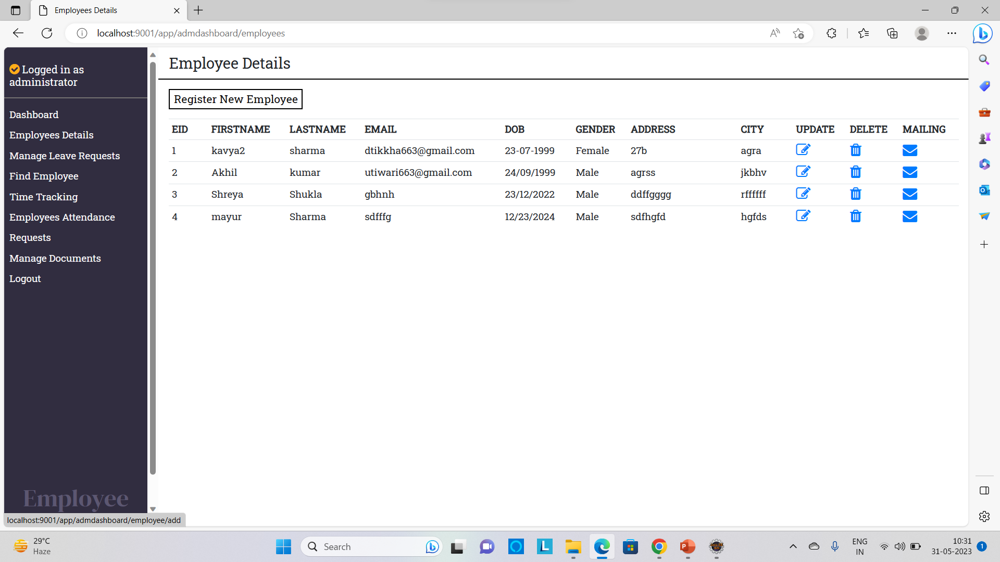 Employees Details
localhost:9001/app/admdashboard/employees
Logged in as
administrator
Dashboard
Employees Details
Manage Leave Requests
Find Employee
Time Tracking
Employees Attendance
Requests
Manage Documents
Logout
Employee
localhost:9001/app/admdashboard/employee/add
Employee Details
Register New Employee
EID FIRSTNAME LASTNAME EMAIL DOB GENDER ADDRESS CITY UPDATE DELETE MAILING
1 kavya2 sharma dtikkha663@gmail.com 23-07-1999 Female 27b agra
2 Akhil kumar utiwari663@gmail.com 24/09/1999 Male agrss jkbhv
3 Shreya Shukla gbhnh 23/12/2022 Male ddffgggg rffffff
4 mayur Sharma sdfffg 12/23/2024 Male sdfhgfd hgfds
29°C
Haze
Search
ENG
IN
10:31
31-05-2023
1